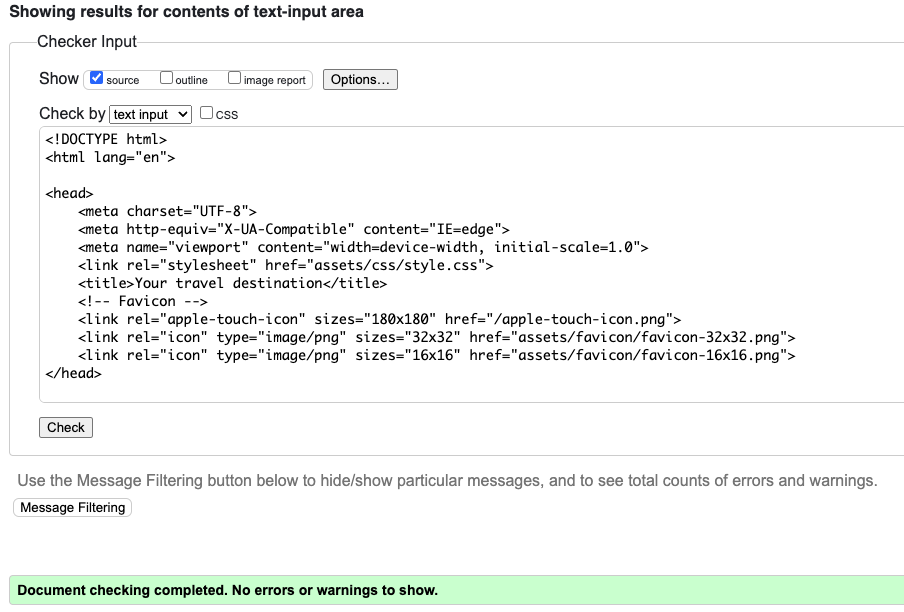 Showing results for contents of text-input area
Checker Input
Show source outline image report Options...
Check by text input CSS
<!DOCTYPE html>
<html lang="en">
<head>
    <meta charset="UTF-8">
    <meta http-equiv="X-UA-Compatible" content="IE=edge">
    <meta name="viewport" content="width=device-width, initial-scale=1.0">
    <link rel="stylesheet" href="assets/css/style.css">
    <title>Your travel destination</title>
    <!-- Favicon -->
    <link rel="apple-touch-icon" sizes="180x180" href="/apple-touch-icon.png">
    <link rel="icon" type="image/png" sizes="32x32" href="assets/favicon/favicon-32x32.png">
    <link rel="icon" type="image/png" sizes="16x16" href="assets/favicon/favicon-16x16.png">
</head>
Check
Use the Message Filtering button below to hide/show particular messages, and to see total counts of errors and warnings.
Message Filtering
Document checking completed. No errors or warnings to show.